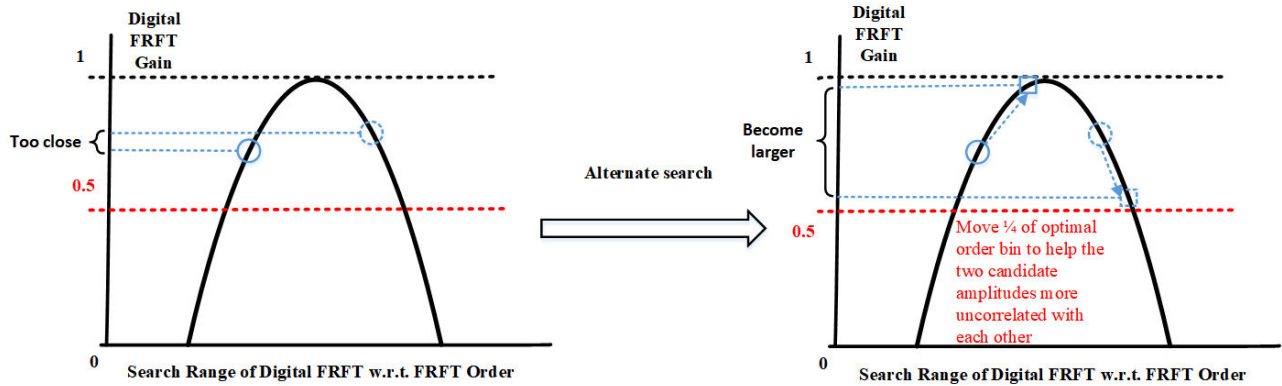 Digital
FRFT
Gain
1
Too close
0.5
0
Search Range of Digital FRFT w.r.t. FRFT Order
Alternate search
Digital
FRFT
Gain
1
Become
larger
0.5
Move ¼ of optimal
order bin to help the
two candidate
amplitudes more
uncorrelated with
each other
0
Search Range of Digital FRFT w.r.t. FRFT Order